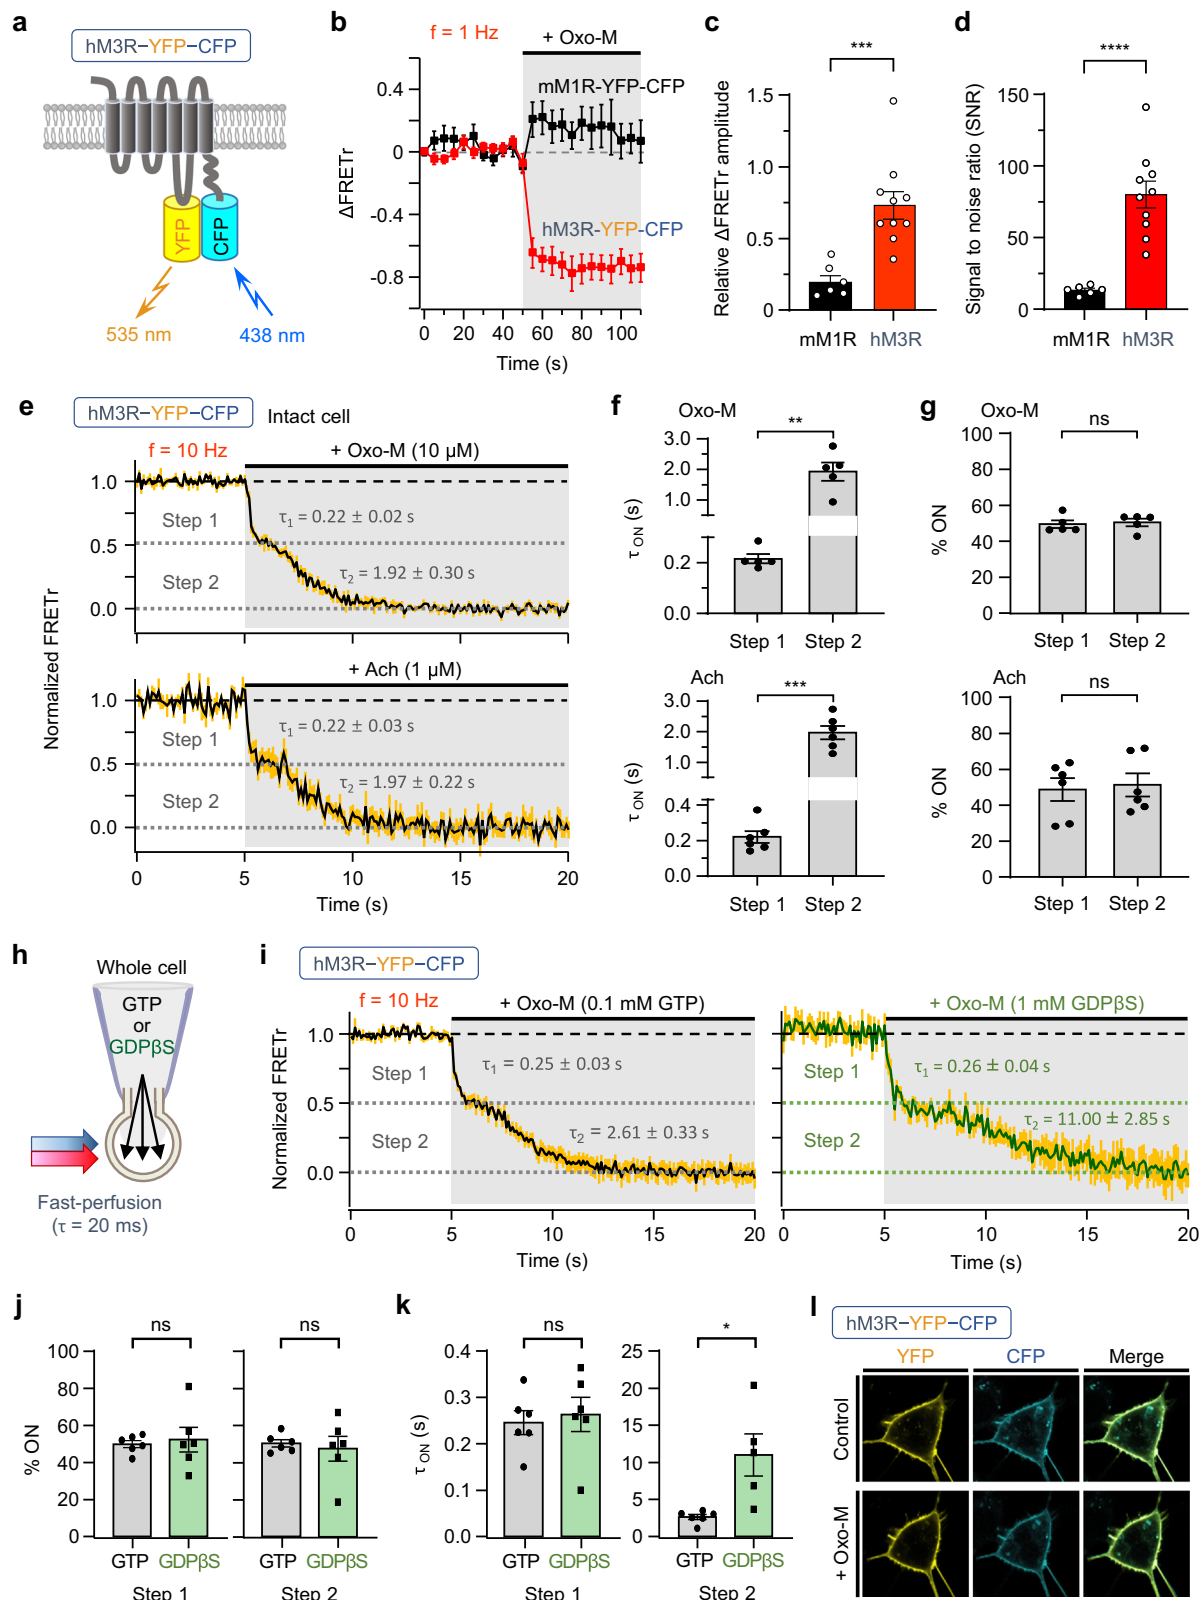 a
hM3R–YFP–CFP
YFP
CFP
535 nm
438 nm
b
f = 1 Hz
+ Oxo-M
mM1R-YFP-CFP
hM3R-YFP-CFP
ΔFRETr
0.4
0
-0.4
-0.8
0 20 40 60 80 100
Time (s)
c
***
Relative ΔFRETr amplitude
1.5
1.0
0.5
0
mM1R hM3R
d
****
Signal to noise ratio (SNR)
150
100
50
0
mM1R hM3R
e
hM3R–YFP–CFP
Intact cell
f = 10 Hz
+ Oxo-M (10 µM)
Normalized FRETr
1.0
0.5
0.0
Step 1
Step 2
τ1 = 0.22 ± 0.02 s
τ2 = 1.92 ± 0.30 s
+ Ach (1 µM)
1.0
0.5
0.0
Step 1
Step 2
τ1 = 0.22 ± 0.03 s
τ2 = 1.97 ± 0.22 s
0 5 10 15 20
Time (s)
f
Oxo-M
**
τ ON (s)
3.0
2.0
1.0
0.2
0.0
Step 1 Step 2
Ach
***
τ ON (s)
3.0
2.0
1.0
0.4
0.2
0.0
Step 1 Step 2
g
Oxo-M
ns
% ON
100
80
60
40
20
0
Step 1 Step 2
Ach
ns
% ON
100
80
60
40
20
0
Step 1 Step 2
h
Whole cell
GTP
or
GDPβS
Fast-perfusion
(τ = 20 ms)
i
hM3R–YFP–CFP
f = 10 Hz
+ Oxo-M (0.1 mM GTP)
Normalized FRETr
1.0
0.5
0.0
Step 1
Step 2
τ1 = 0.25 ± 0.03 s
τ2 = 2.61 ± 0.33 s
0 5 10 15 20
Time (s)
+ Oxo-M (1 mM GDPβS)
1.0
0.5
0.0
Step 1
Step 2
τ1 = 0.26 ± 0.04 s
τ2 = 11.00 ± 2.85 s
0 5 10 15 20
Time (s)
j
ns
ns
% ON
100
80
60
40
20
0
GTP GDPβS GTP GDPβS
Step 1 Step 2
k
ns
*
τ ON (s)
0.4
0.3
0.2
0.1
0.0
25
20
15
10
5
0
GTP GDPβS GTP GDPβS
Step 1 Step 2
l
hM3R–YFP–CFP
YFP CFP Merge
Control
+ Oxo-M